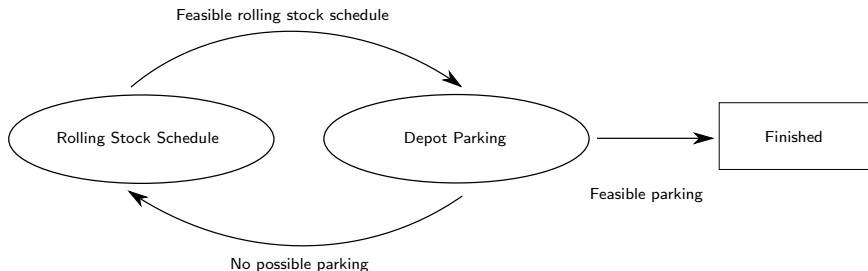 Feasible rolling stock schedule
Rolling Stock Schedule
Depot Parking
Finished
Feasible parking
No possible parking